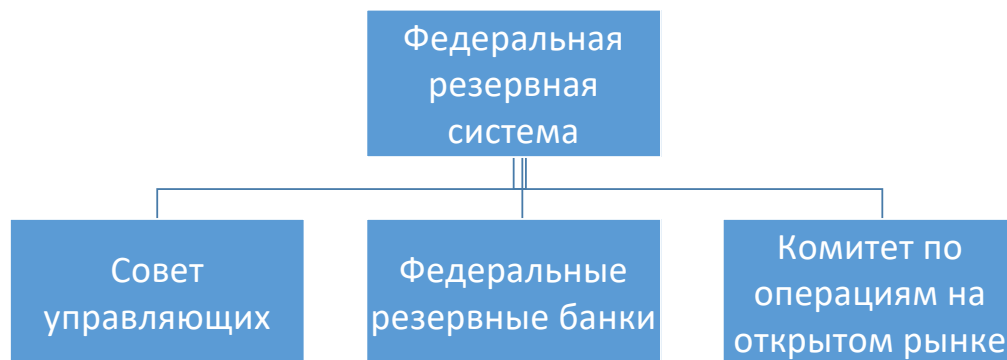 Федеральная
резервная
система
Совет
управляющих
Федеральные
резервные банки
Комитет по
операциям на
открытом рынке